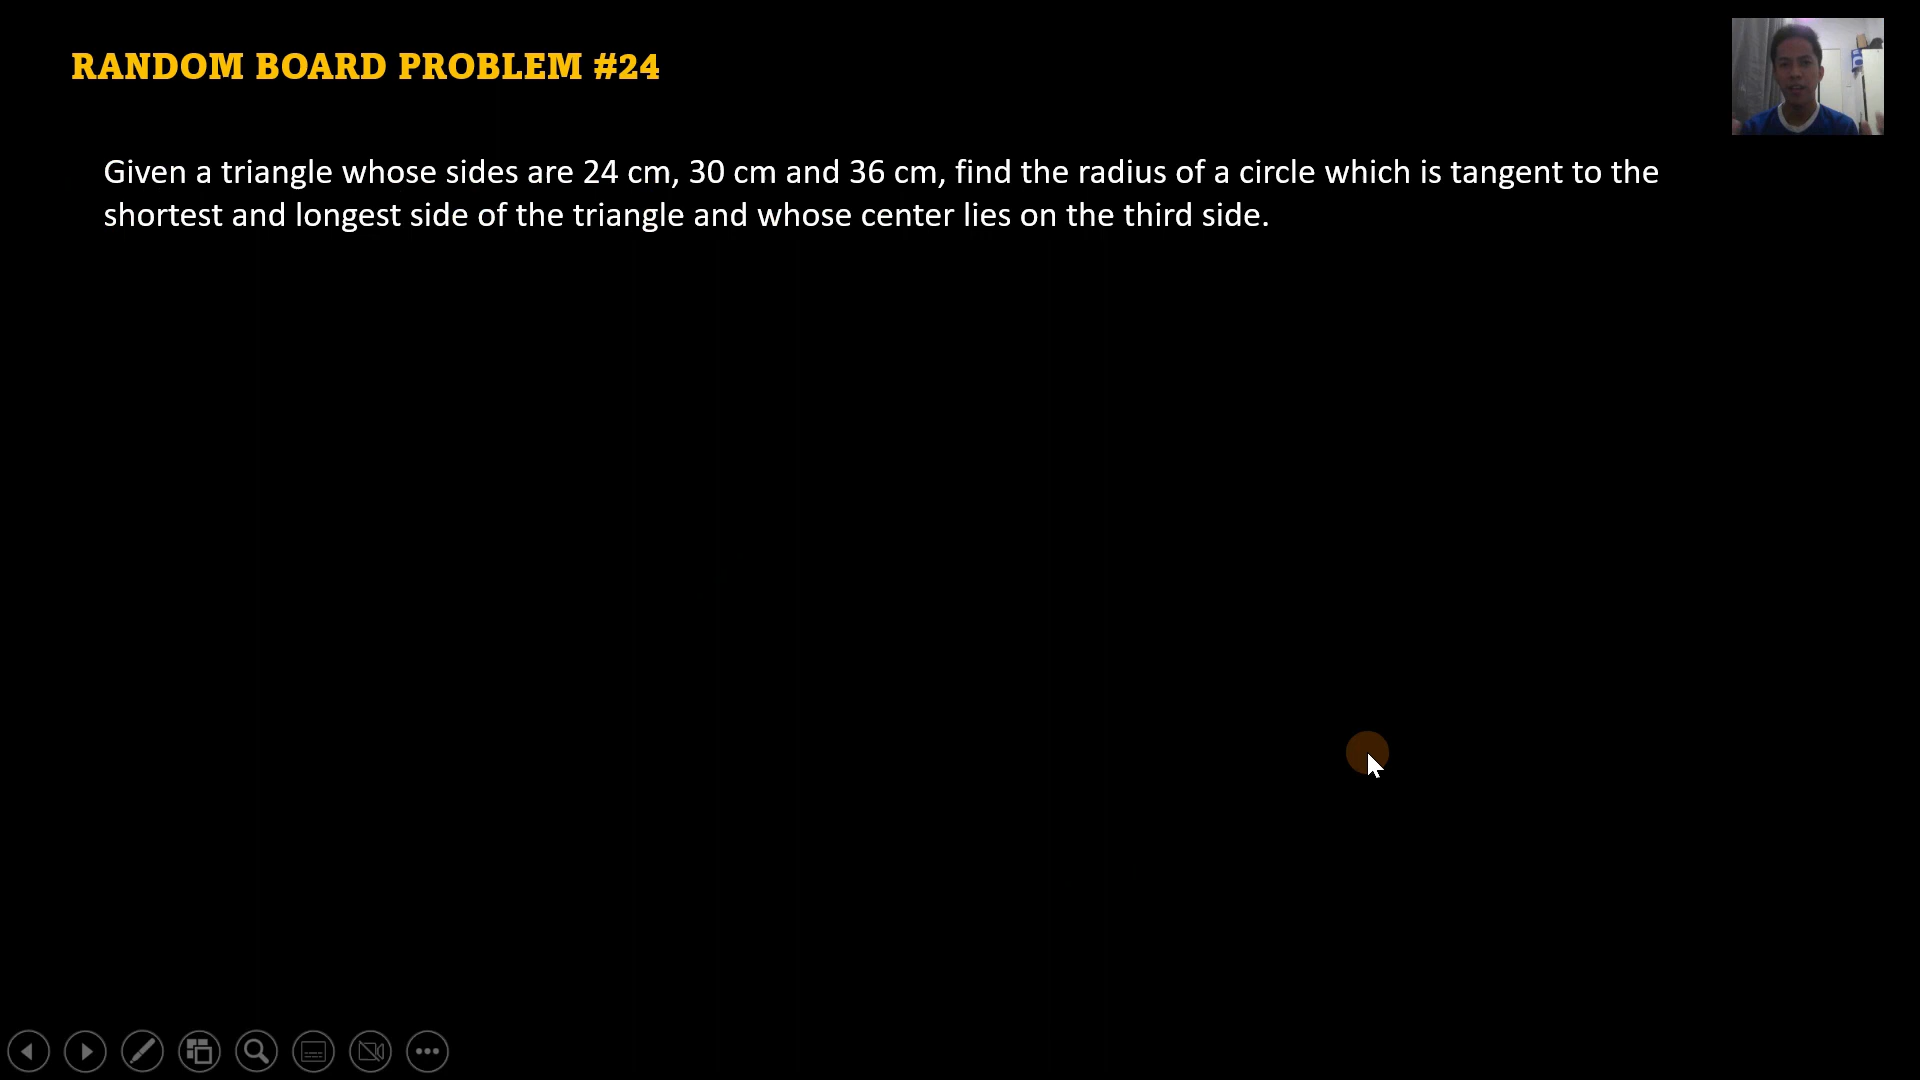 RANDOM BOARD PROBLEM #24
Given a triangle whose sides are 24 cm, 30 cm and 36 cm, find the radius of a circle which is tangent to the
shortest and longest side of the triangle and whose center lies on the third side.